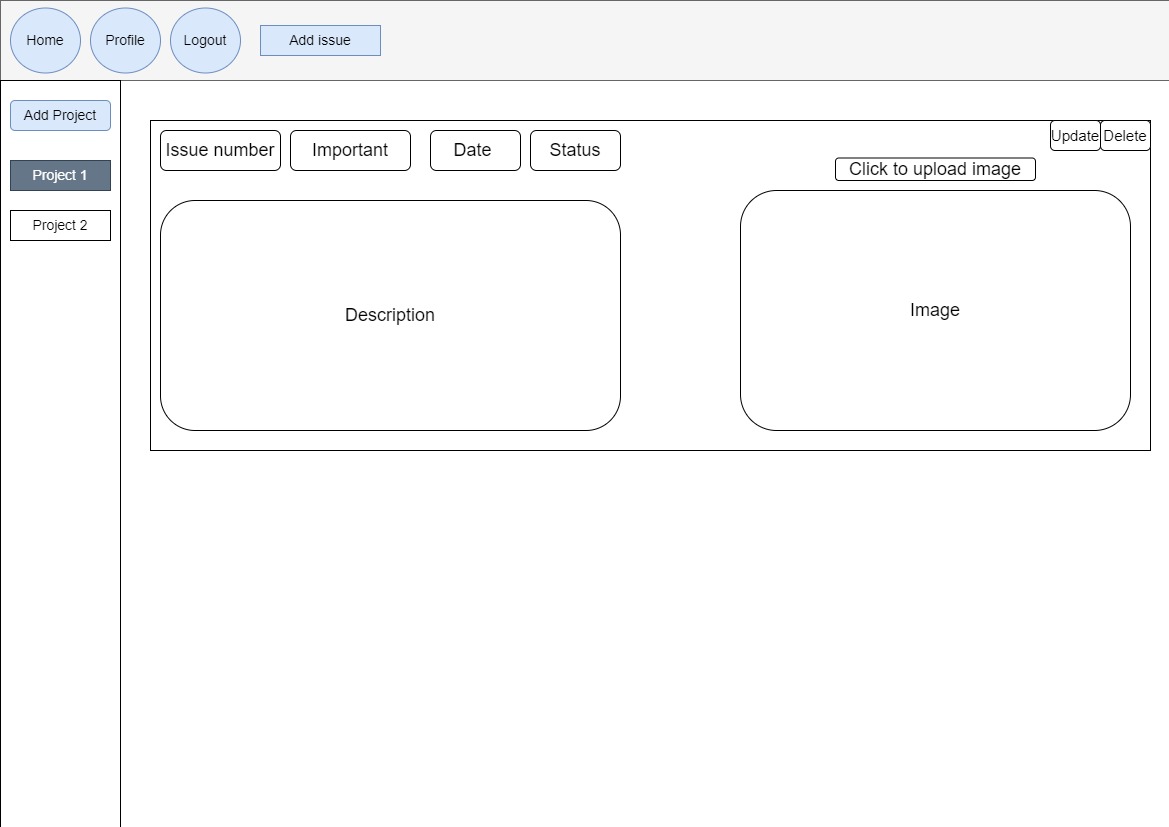 Home
Profile
Logout
Add issue
Add Project
Project 1
Project 2
Issue number
Important
Date
Status
Update
Delete
Click to upload image
Description
Image